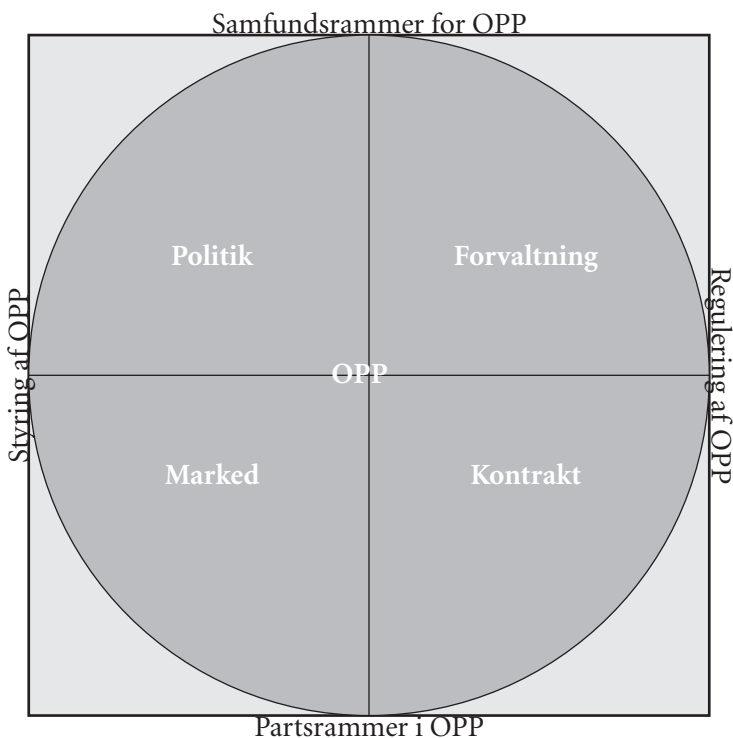 Samfundsrammer for OPP
Politik
Forvaltning
Styring af OPP
OPP
Regulering af OPP
Marked
Kontrakt
Partsrammer i OPP